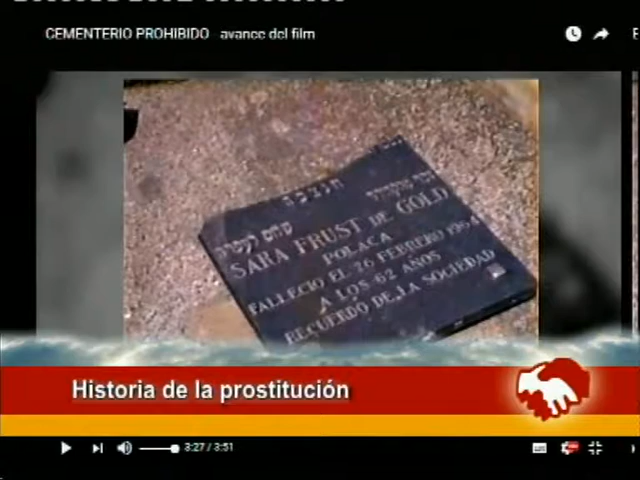 CEMENTERIO PROHIBIDO - avance del film
SARA FRUST DE GOLD
POLACA
FALLECIO EL 26 FEBRERO 1954
A LOS 62 AÑOS
RECUERDO DE LA SOCIEDAD
Historia de la prostitución
3:27 / 3:51